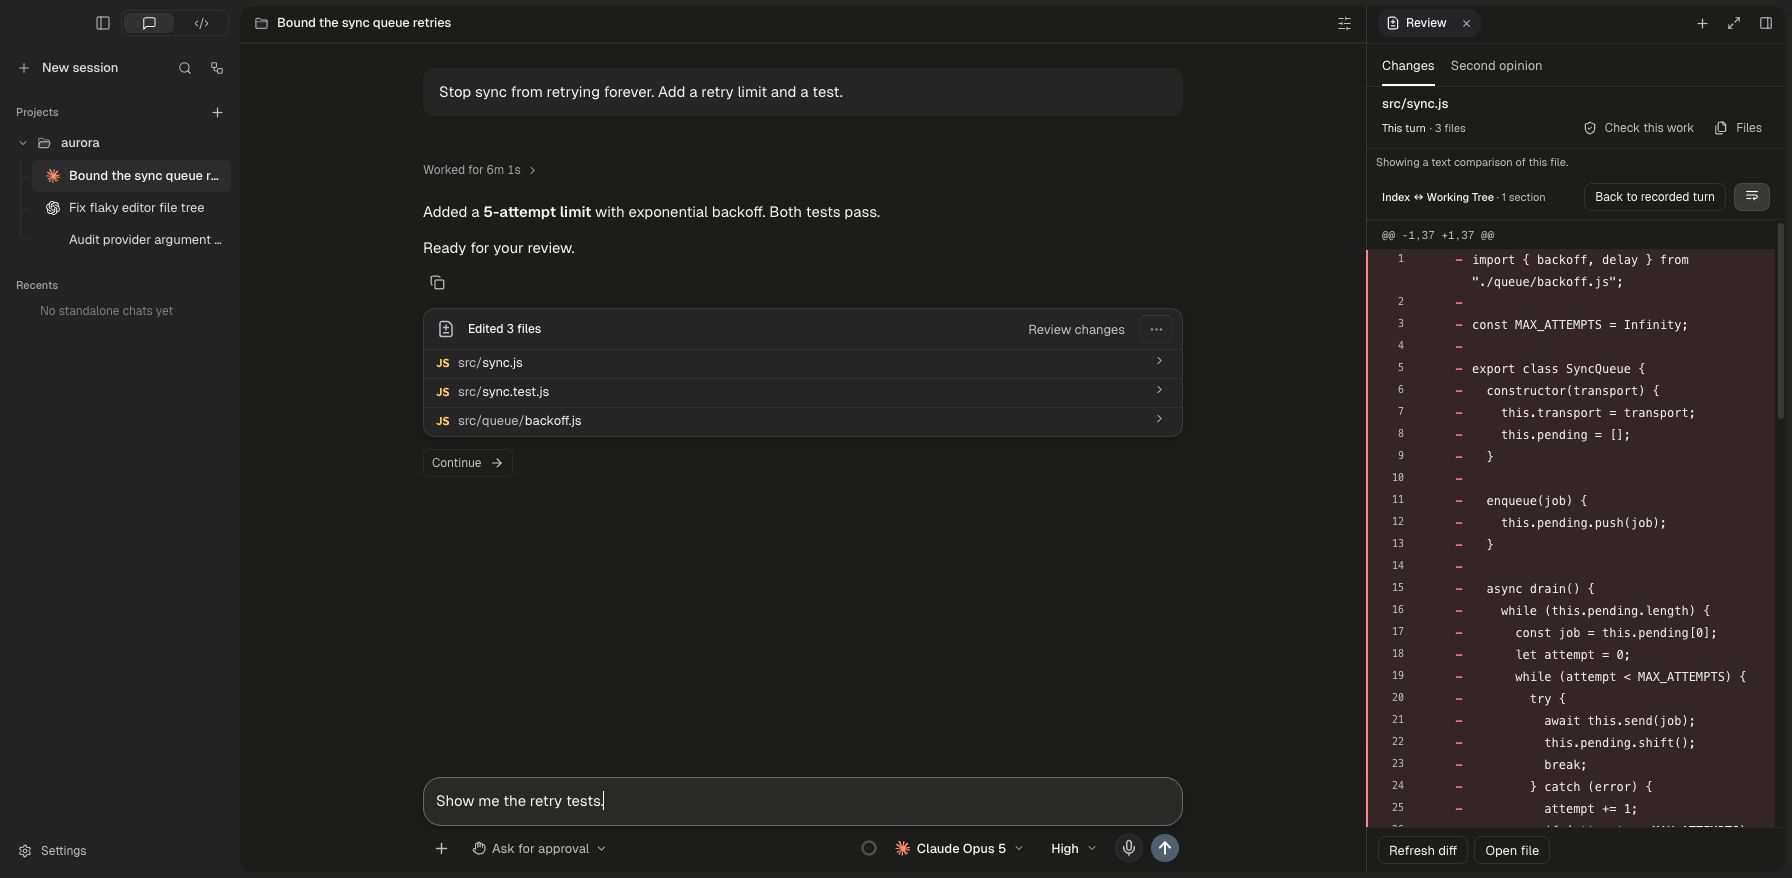 Bound the sync queue retries
Review
New session
Projects
aurora
Bound the sync queue r...
Fix flaky editor file tree
Audit provider argument ...
Recents
No standalone chats yet
Settings
Stop sync from retrying forever. Add a retry limit and a test.
Worked for 6m 1s
Added a 5-attempt limit with exponential backoff. Both tests pass.
Ready for your review.
Edited 3 files
Review changes
JS src/sync.js
JS src/sync.test.js
JS src/queue/backoff.js
Continue
Show me the retry tests.
Ask for approval
Claude Opus 5
High
Changes
Second opinion
src/sync.js
This turn · 3 files
Check this work
Files
Showing a text comparison of this file.
Index ↔ Working Tree · 1 section
Back to recorded turn
@@ -1,37 +1,37 @@
1 – import { backoff, delay } from
"./queue/backoff.js";
2 –
3 – const MAX_ATTEMPTS = Infinity;
4 –
5 – export class SyncQueue {
6 – constructor(transport) {
7 – this.transport = transport;
8 – this.pending = [];
9 – }
10 –
11 – enqueue(job) {
12 – this.pending.push(job);
13 – }
14 –
15 – async drain() {
16 – while (this.pending.length) {
17 – const job = this.pending[0];
18 – let attempt = 0;
19 – while (attempt < MAX_ATTEMPTS) {
20 – try {
21 – await this.send(job);
22 – this.pending.shift();
23 – break;
24 – } catch (error) {
25 – attempt += 1;
Refresh diff
Open file